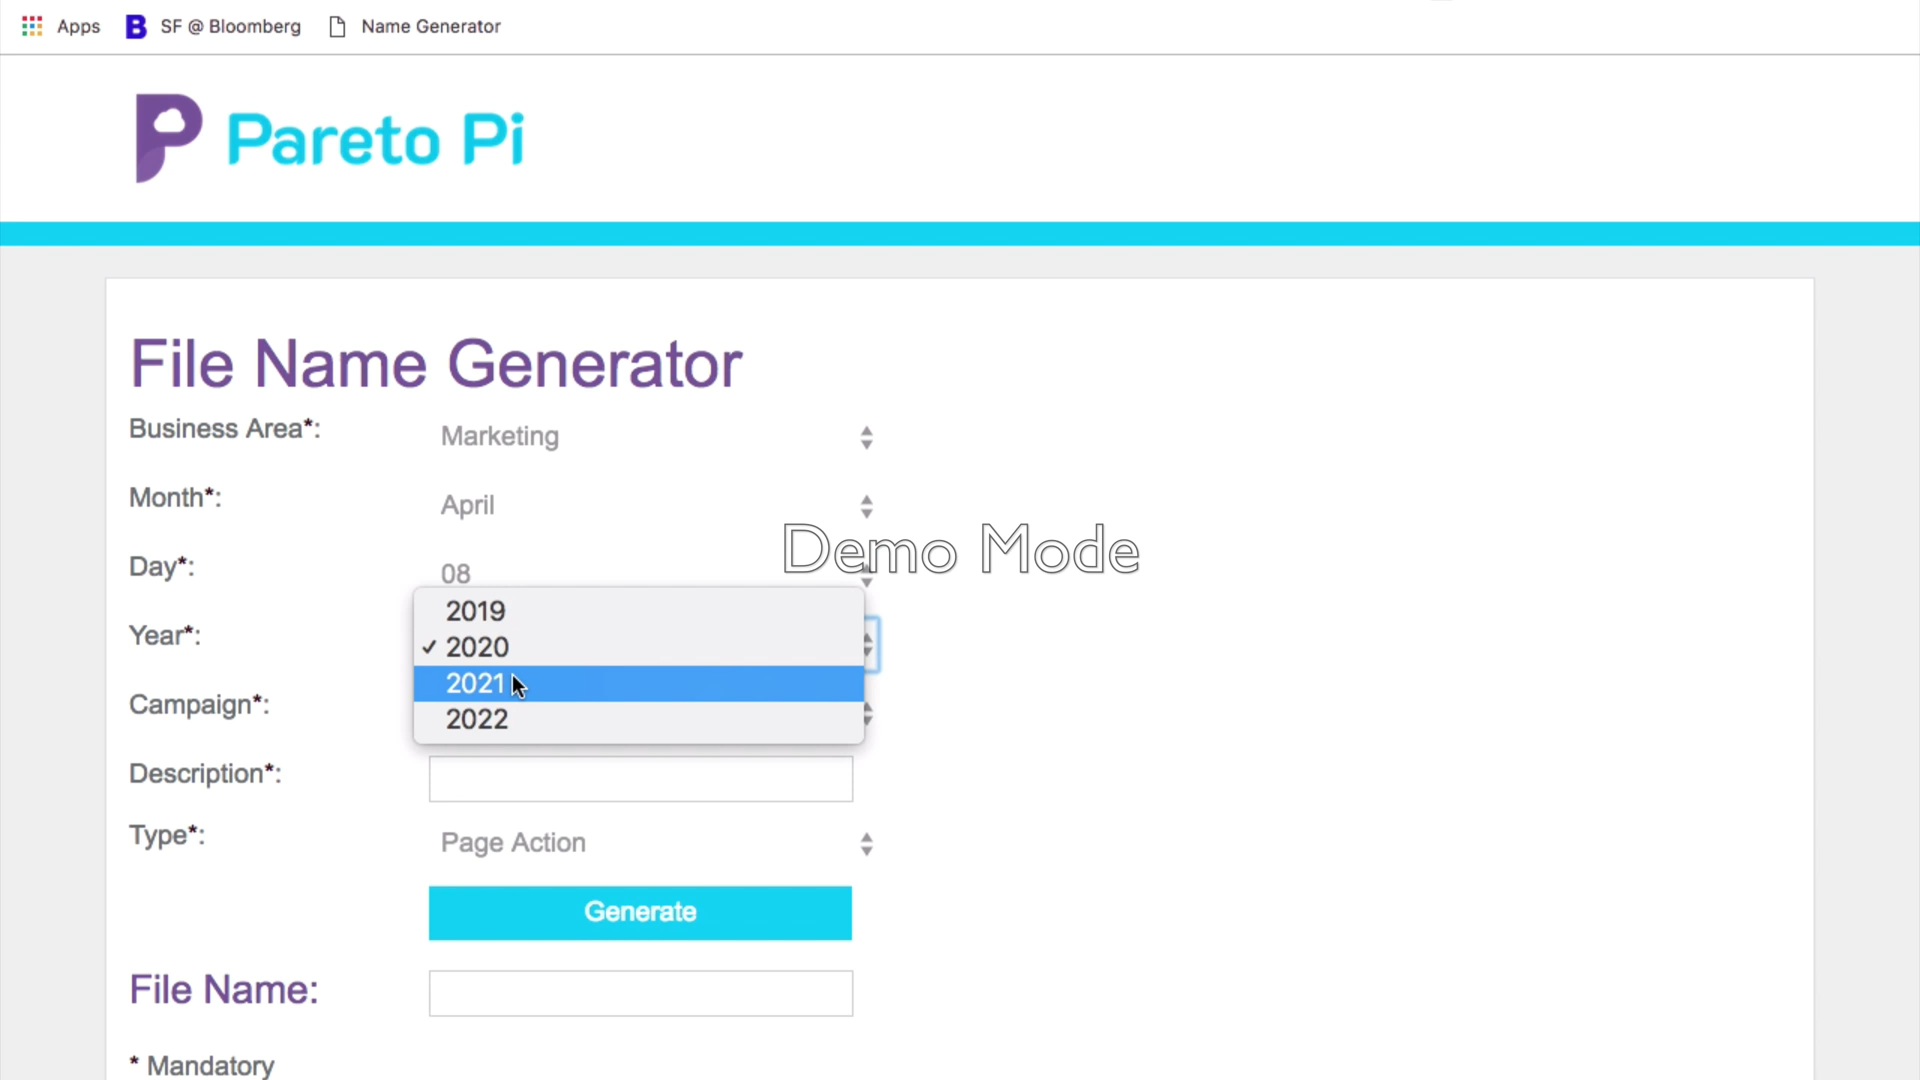 Apps SF @ Bloomberg Name Generator
Pareto Pi
File Name Generator
Business Area*: Marketing
Month*: April
Demo Mode
Day*: 08
2019
Year*: ✓ 2020
2021
Campaign*:
2022
Description*:
Type*: Page Action
Generate
File Name:
* Mandatory